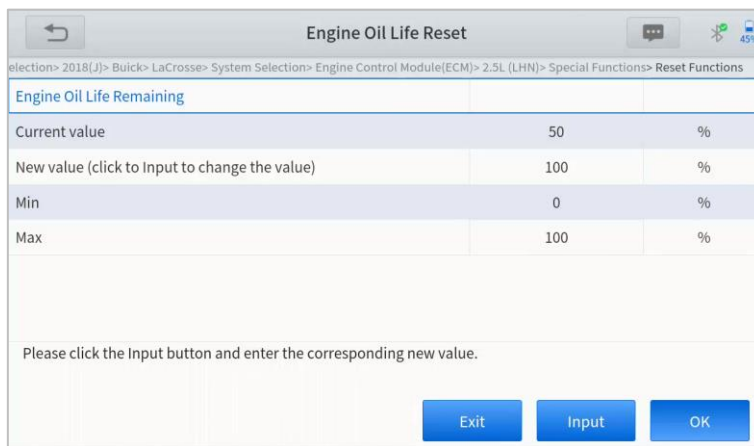 Engine Oil Life Reset
45%
election> 2018(J)> Buick> LaCrosse> System Selection> Engine Control Module(ECM)> 2.5L (LHN)> Special Functions> Reset Functions
Engine Oil Life Remaining
Current value 50 %
New value (click to Input to change the value) 100 %
Min 0 %
Max 100 %
Please click the Input button and enter the corresponding new value.
Exit Input OK